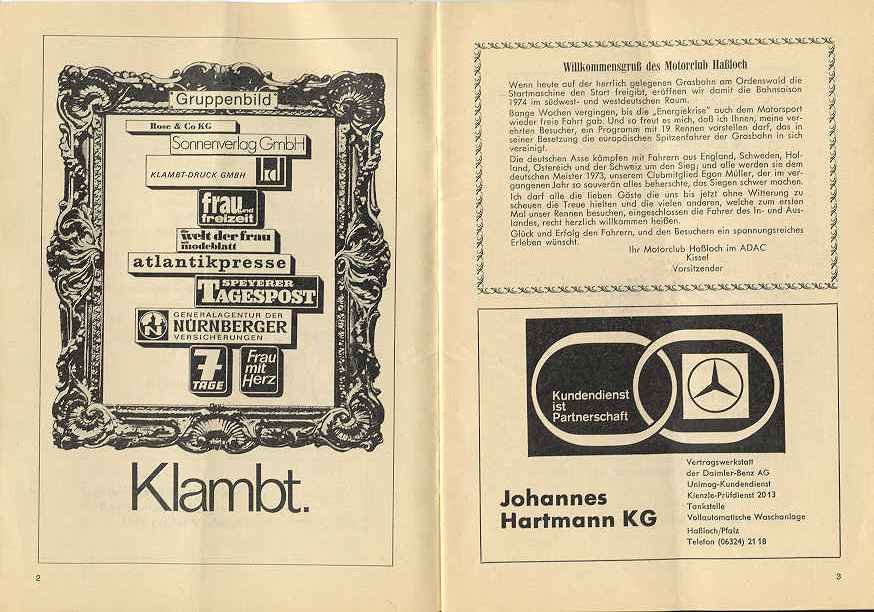 Gruppenbild
Rose & Co KG
Sonnenverlag GmbH
KLAMBT-DRUCK GMBH
kd
frau und
freizeit
welt der frau
modeblatt
atlantikpresse
SPEYERER
TAGESPOST
GENERALAGENTUR DER
NÜRNBERGER
VERSICHERUNGEN
7
TAGE
Frau
mit
Herz
Klambt.
2
Willkommensgruß des Motorclub Haßloch
Wenn heute auf der herrlich gelegenen Grasbahn am Ordenswald die
Startmaschine den Start freigibt, eröffnen wir damit die Bahnsaison
1974 im südwest- und westdeutschen Raum.
Bange Wochen vergingen, bis die „Energiekrise" auch dem Motorsport
wieder freie Fahrt gab. Und so freut es mich, daß ich Ihnen, meine ver-
ehrten Besucher, ein Programm mit 19 Rennen vorstellen darf, das in
seiner Besetzung die europäischen Spitzenfahrer der Grasbahn in sich
vereinigt.
Die deutschen Asse kämpfen mit Fahrern aus England, Schweden, Hol-
land, Östereich und der Schweiz um den Sieg; und alle werden sie dem
deutschen Meister 1973, unserem Clubmitglied Egon Müller, der im ver-
gangenen Jahr so souverän alles beherschte, das Siegen schwer machen.
Ich darf alle die lieben Gäste die uns bis jetzt ohne Witterung zu
scheuen die Treue hielten und die vielen anderen, welche zum ersten
Mal unser Rennen besuchen, eingeschlossen die Fahrer des In- und Aus-
landes, recht herzlich willkommen heißen.
Glück und Erfolg den Fahrern, und den Besuchern ein spannungsreiches
Erleben wünscht.
Ihr Motorclub Haßloch im ADAC
Kissel
Vorsitzender
Kundendienst
ist
Partnerschaft
Johannes
Hartmann KG
Vertragswerkstatt
der Daimler-Benz AG
Unimog-Kundendienst
Kienzle-Prüfdienst 2013
Tankstelle
Vollautomatische Waschanlage
Haßloch/Pfalz
Telefon (06324) 21 18
3